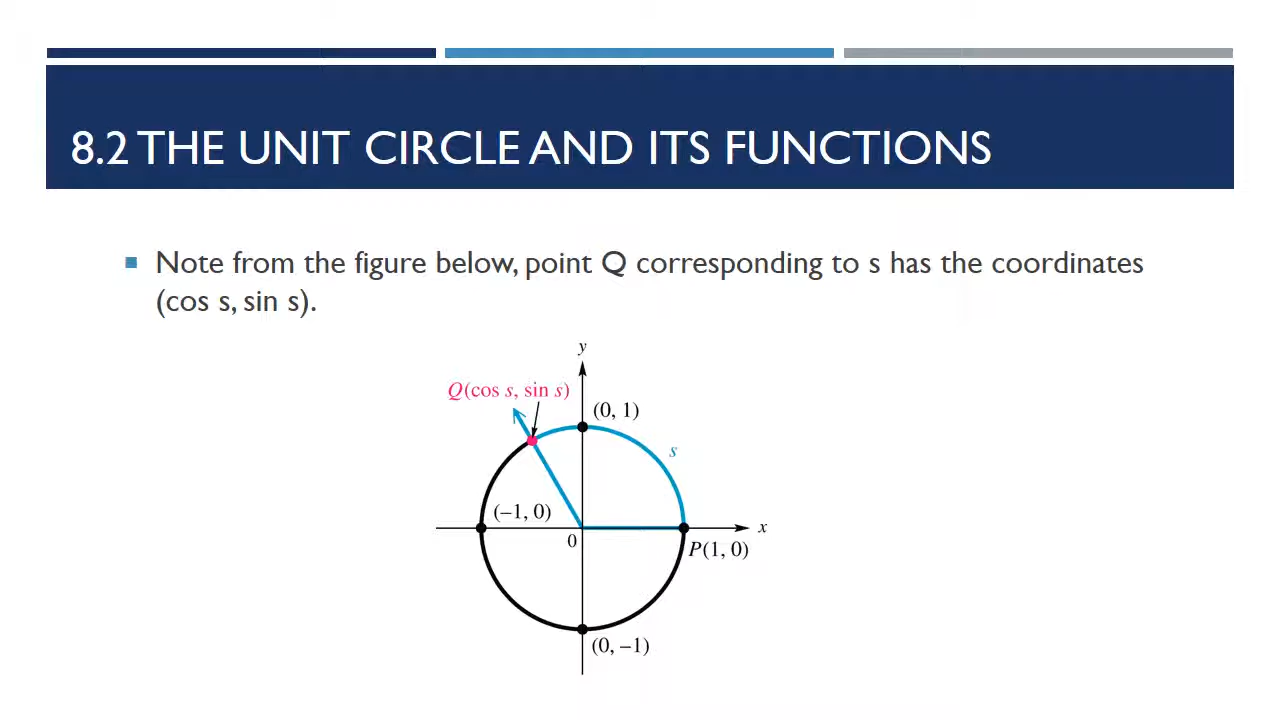 8.2 THE UNIT CIRCLE AND ITS FUNCTIONS
Note from the figure below, point Q corresponding to s has the coordinates
(cos s, sin s).
y
Q(cos s, sin s)
(0, 1)
s
(–1, 0)
x
0
P(1, 0)
(0, –1)